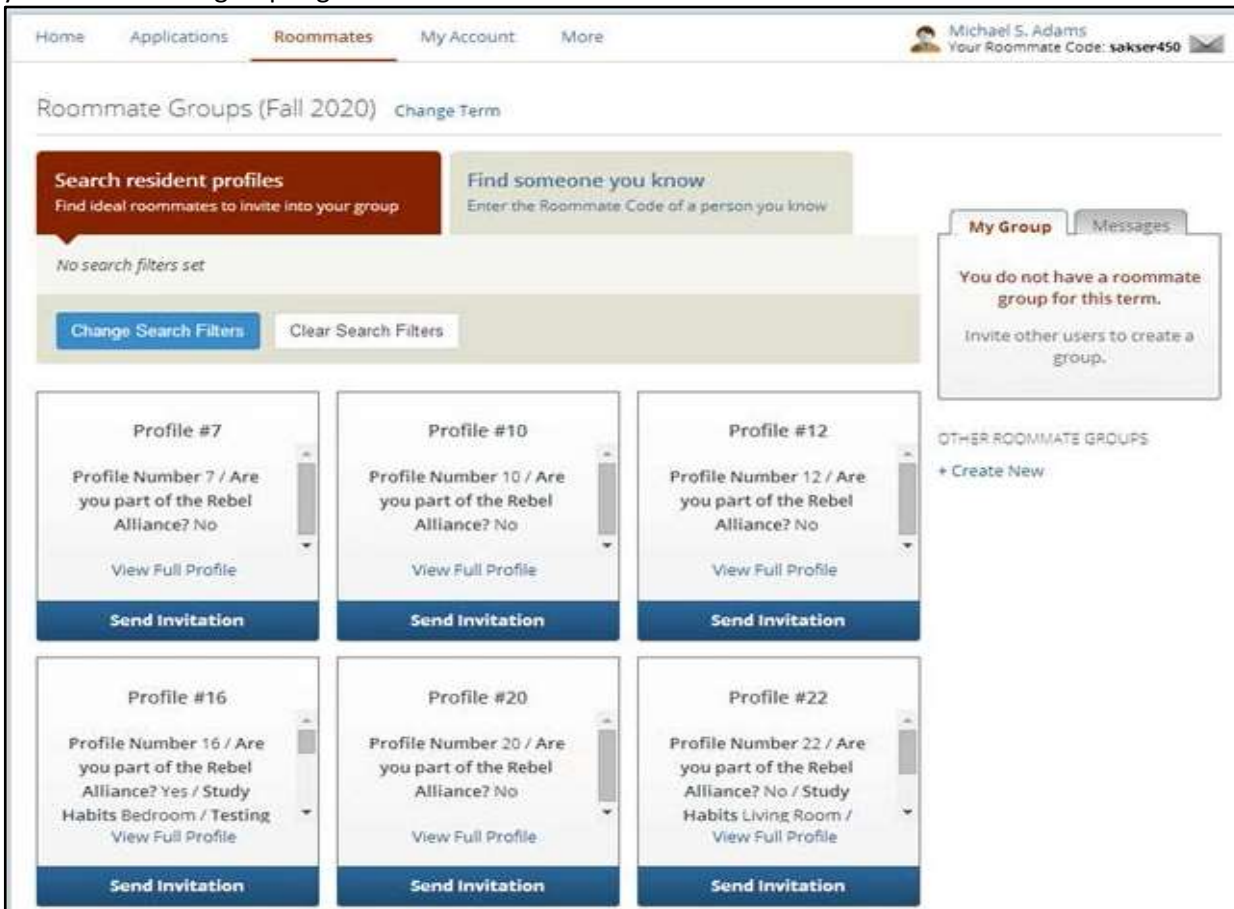 Home Applications Roommates My Account More
Michael S. Adams
Your Roommate Code: sakser450
Roommate Groups (Fall 2020) Change Term
Search resident profiles
Find ideal roommates to invite into your group
Find someone you know
Enter the Roommate Code of a person you know
No search filters set
Change Search Filters Clear Search Filters
My Group Messages
You do not have a roommate
group for this term.
Invite other users to create a
group.
OTHER ROOMMATE GROUPS
+ Create New
Profile #7
Profile Number 7 / Are
you part of the Rebel
Alliance? No
View Full Profile
Send Invitation
Profile #10
Profile Number 10 / Are
you part of the Rebel
Alliance? No
View Full Profile
Send Invitation
Profile #12
Profile Number 12 / Are
you part of the Rebel
Alliance? No
View Full Profile
Send Invitation
Profile #16
Profile Number 16 / Are
you part of the Rebel
Alliance? Yes / Study
Habits Bedroom / Testing
View Full Profile
Send Invitation
Profile #20
Profile Number 20 / Are
you part of the Rebel
Alliance? No
View Full Profile
Send Invitation
Profile #22
Profile Number 22 / Are
you part of the Rebel
Alliance? No / Study
Habits Living Room /
View Full Profile
Send Invitation